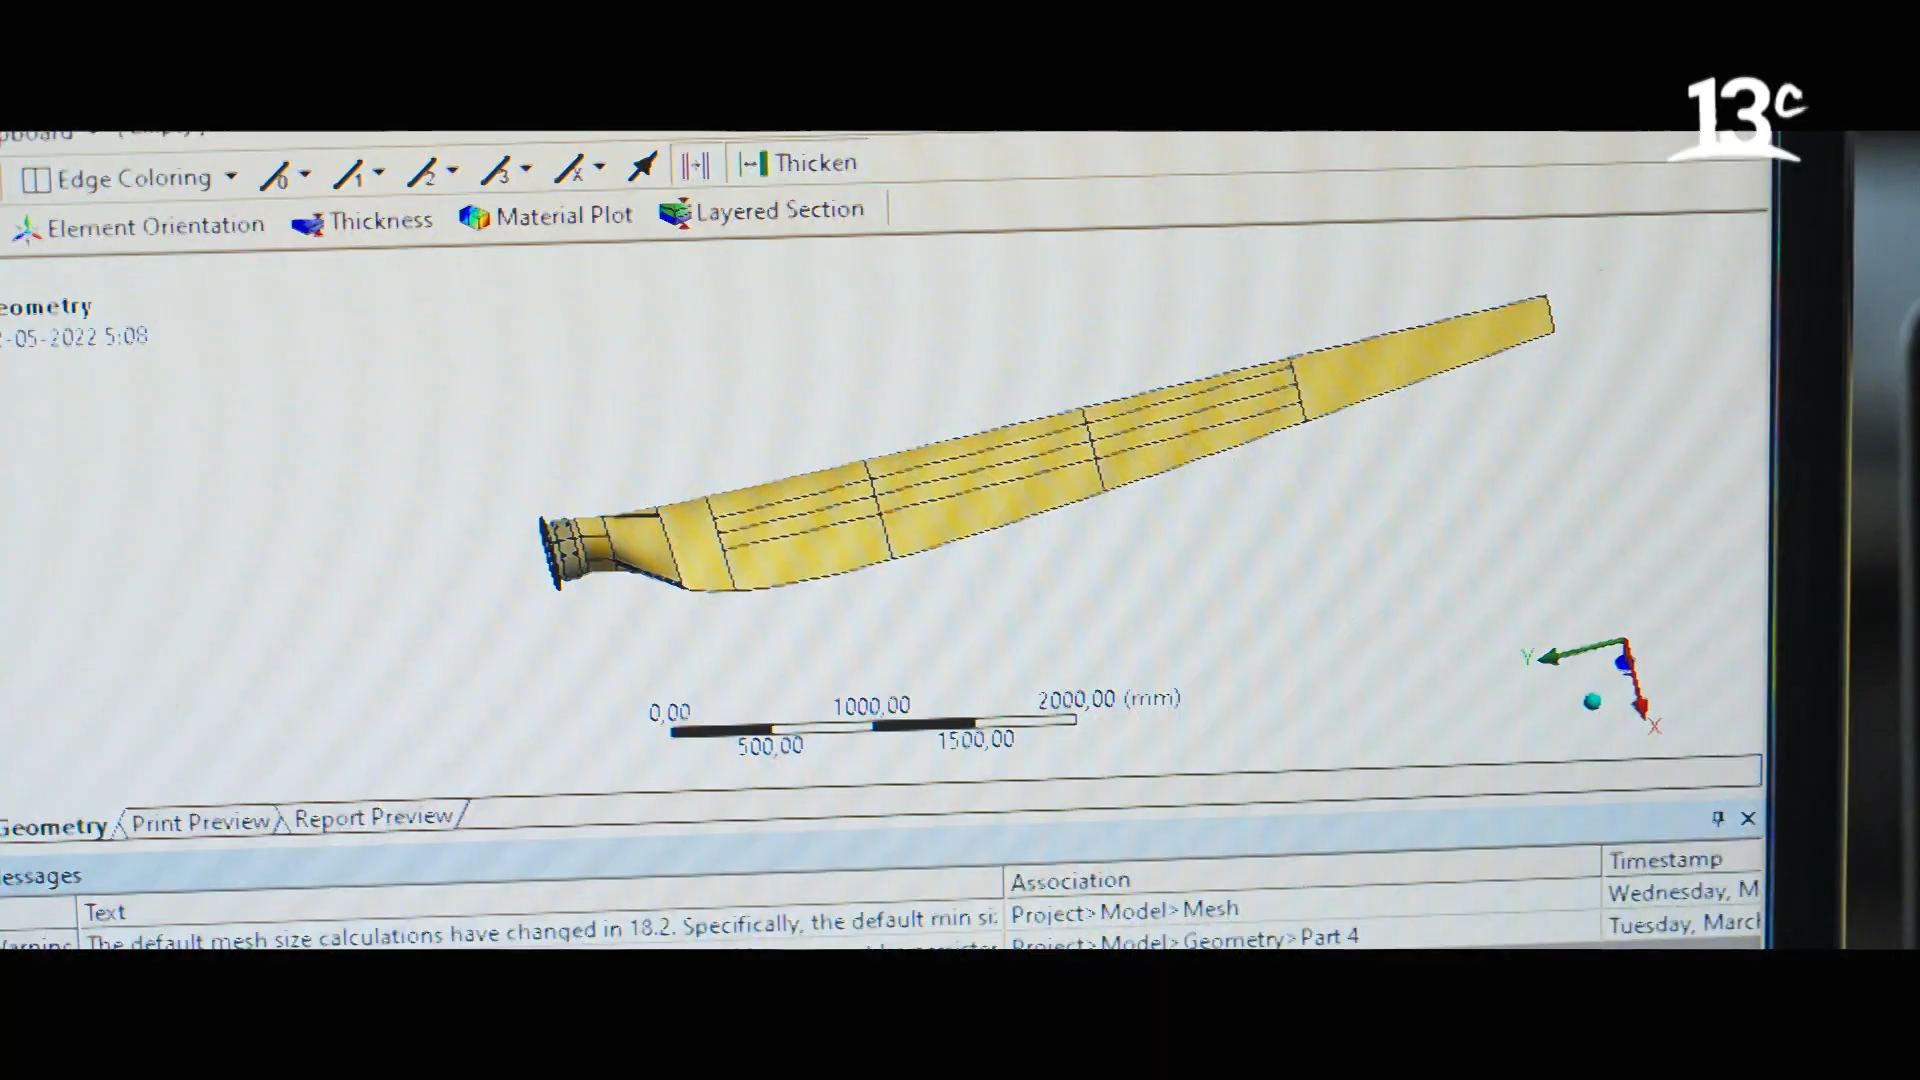 13c
Edge Coloring
Thicken
Element Orientation
Thickness
Material Plot
Layered Section
eometry
-05-2022 5:08
Y
X
0,00
1000,00
2000,00 (mm)
500,00
1500,00
Geometry
Print Preview
Report Preview
essages
Text
Association
Timestamp
The default mesh size calculations have changed in 18.2. Specifically, the default min si
Project>Model>Mesh
Wednesday, M
Project>Model>Geometry>Part 4
Tuesday, March